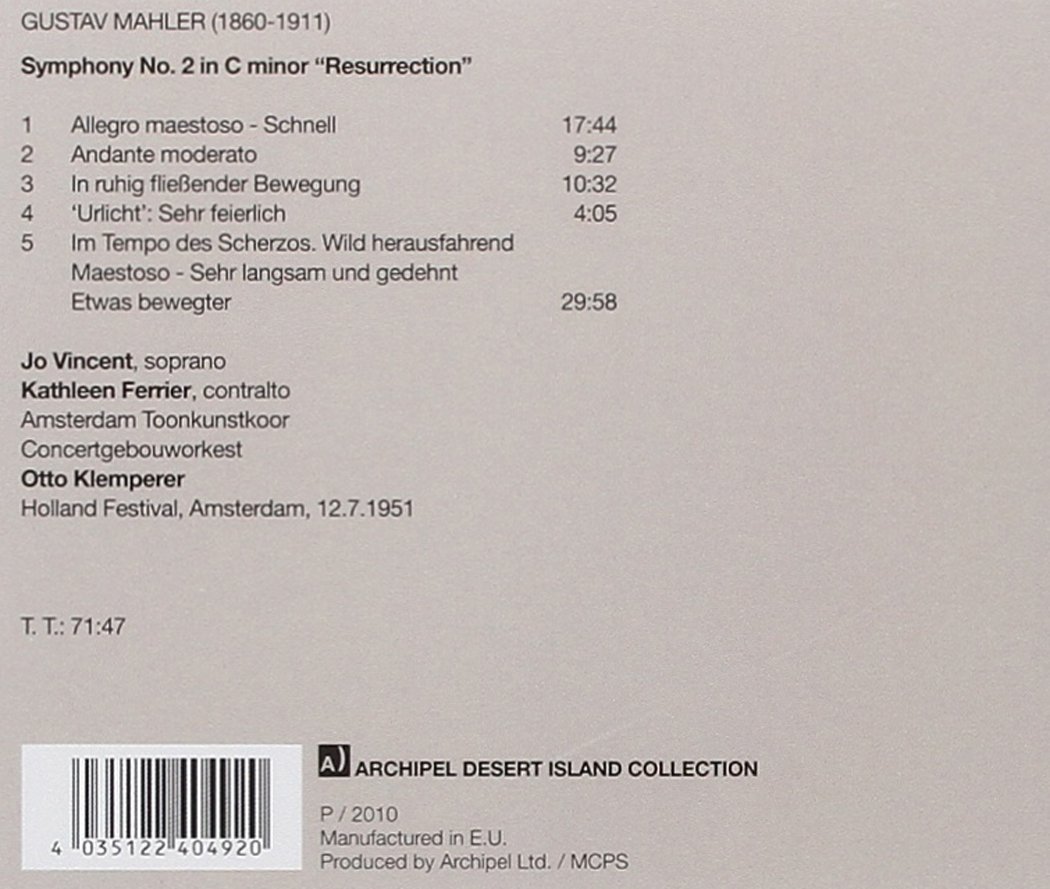 GUSTAV MAHLER (1860-1911)
Symphony No. 2 in C minor “Resurrection”
1 Allegro maestoso - Schnell 17:44
2 Andante moderato 9:27
3 In ruhig fließender Bewegung 10:32
4 ‘Urlicht’: Sehr feierlich 4:05
5 Im Tempo des Scherzos. Wild herausfahrend
Maestoso - Sehr langsam und gedehnt
Etwas bewegter 29:58
Jo Vincent, soprano
Kathleen Ferrier, contralto
Amsterdam Toonkunstkoor
Concertgebouworkest
Otto Klemperer
Holland Festival, Amsterdam, 12.7.1951
T. T.: 71:47
A) ARCHIPEL DESERT ISLAND COLLECTION
P / 2010
Manufactured in E.U.
Produced by Archipel Ltd. / MCPS
4 035122 404920